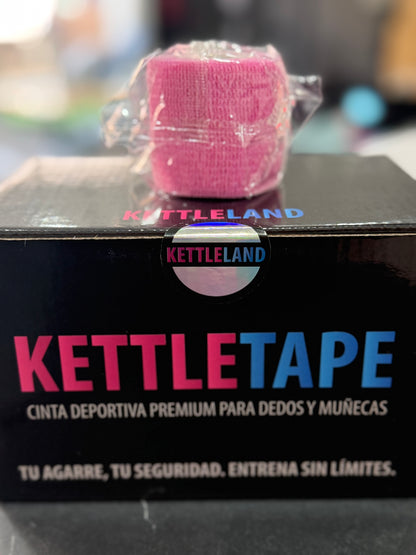 KETTLELAND
KETTLELAND
KETTLETAPE
CINTA DEPORTIVA PREMIUM PARA DEDOS Y MUÑECAS
TU AGARRE, TU SEGURIDAD. ENTRENA SIN LÍMITES.